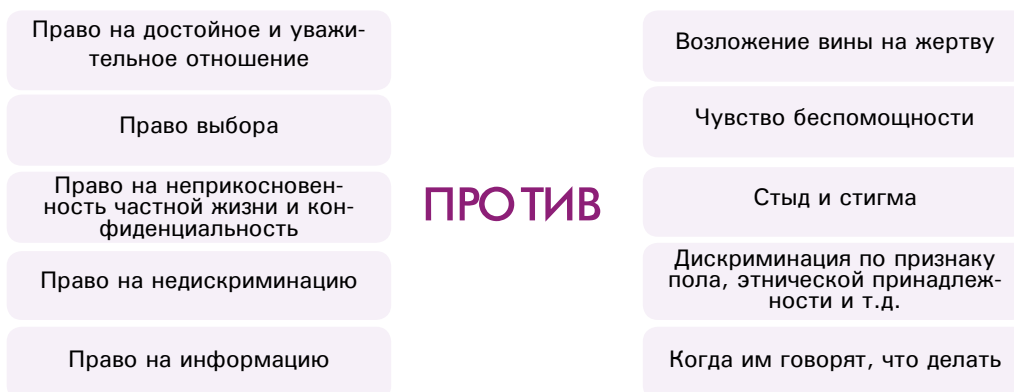 Право на достойное и уважи-
тельное отношение
Право выбора
Право на неприкосновен-
ность частной жизни и кон-
фиденциальность
Право на недискриминацию
Право на информацию
ПРОТИВ
Возложение вины на жертву
Чувство беспомощности
Стыд и стигма
Дискриминация по признаку
пола, этнической принадлеж-
ности и т.д.
Когда им говорят, что делать